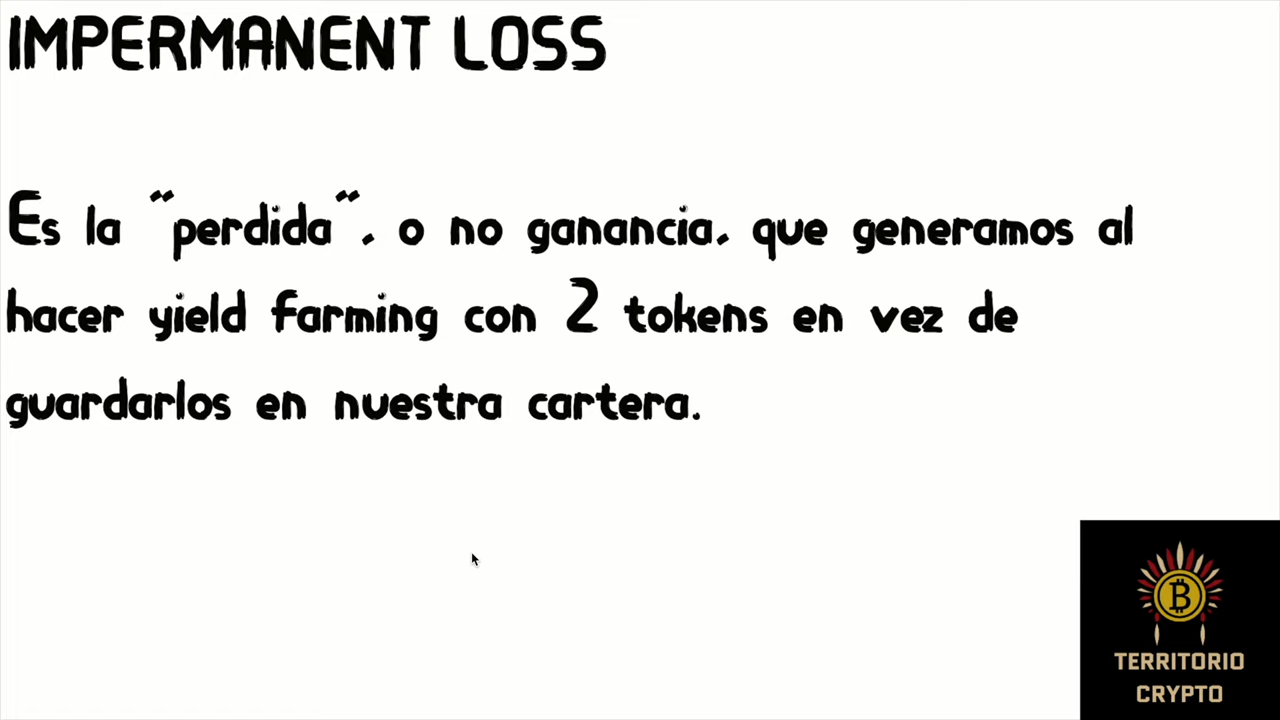 IMPERMANENT LOSS
Es la "perdida", o no ganancia, que generamos al
hacer yield farming con 2 tokens en vez de
guardarlos en nuestra cartera.
B
TERRITORIO
CRYPTO